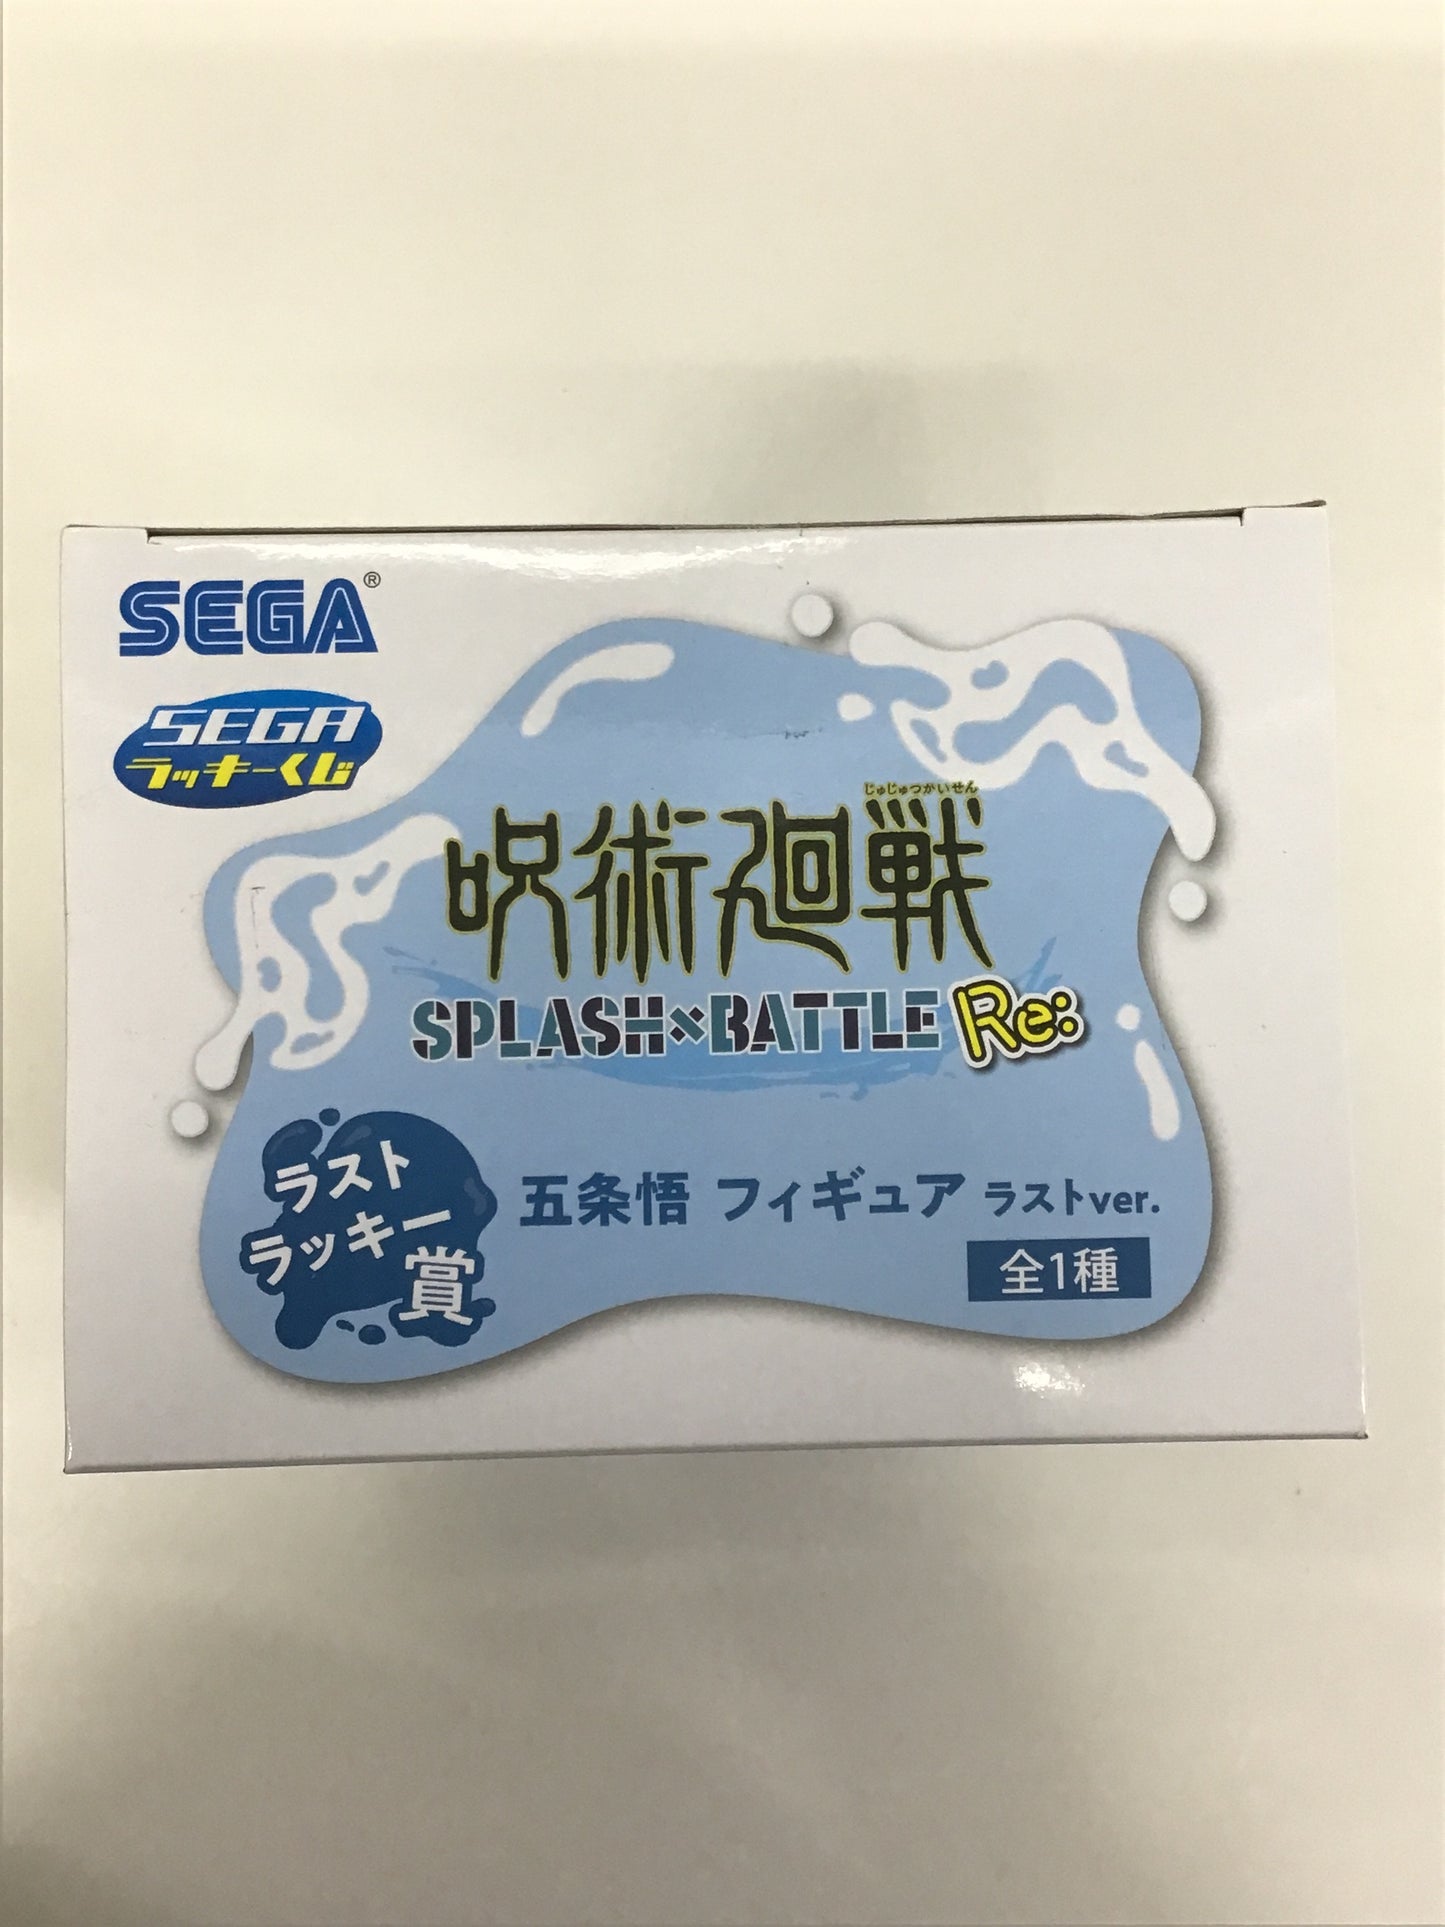 SEGA®
SEGA
ラッキーくじ
じゅじゅつかいせん
呪術廻戦
SPLASH×BATTLE Re:
ラスト
ラッキー
賞
五条悟 フィギュア ラストver.
全1種